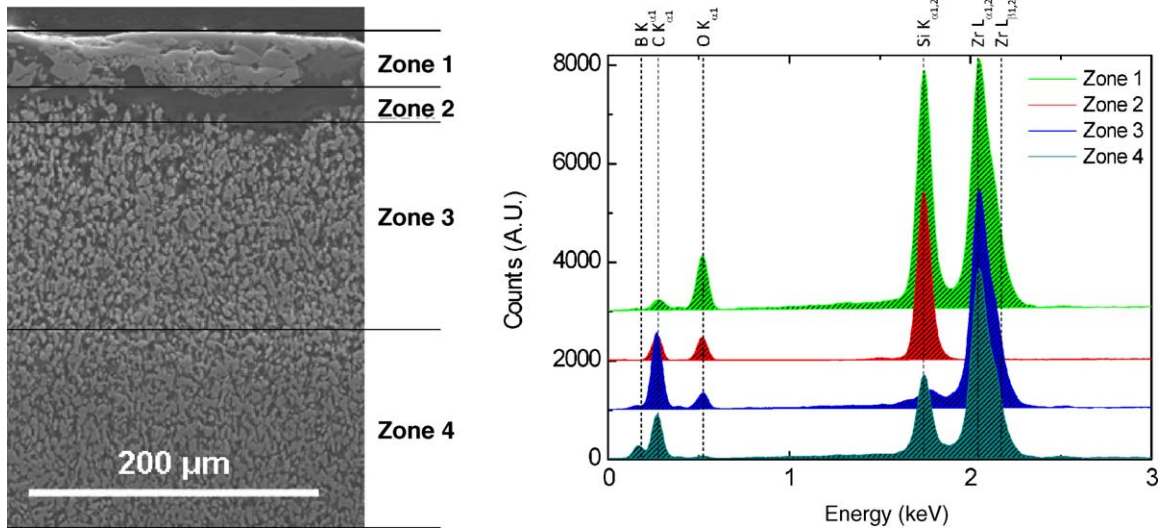 Zone 1
Zone 2
Zone 3
Zone 4
200 µm
B Kα1
C Kα1
O Kα1
Si Kα1,2
Zr Lα1,2
Zr Lβ1,2
8000
6000
4000
2000
0
Counts (A.U.)
Zone 1
Zone 2
Zone 3
Zone 4
0 1 2 3
Energy (keV)